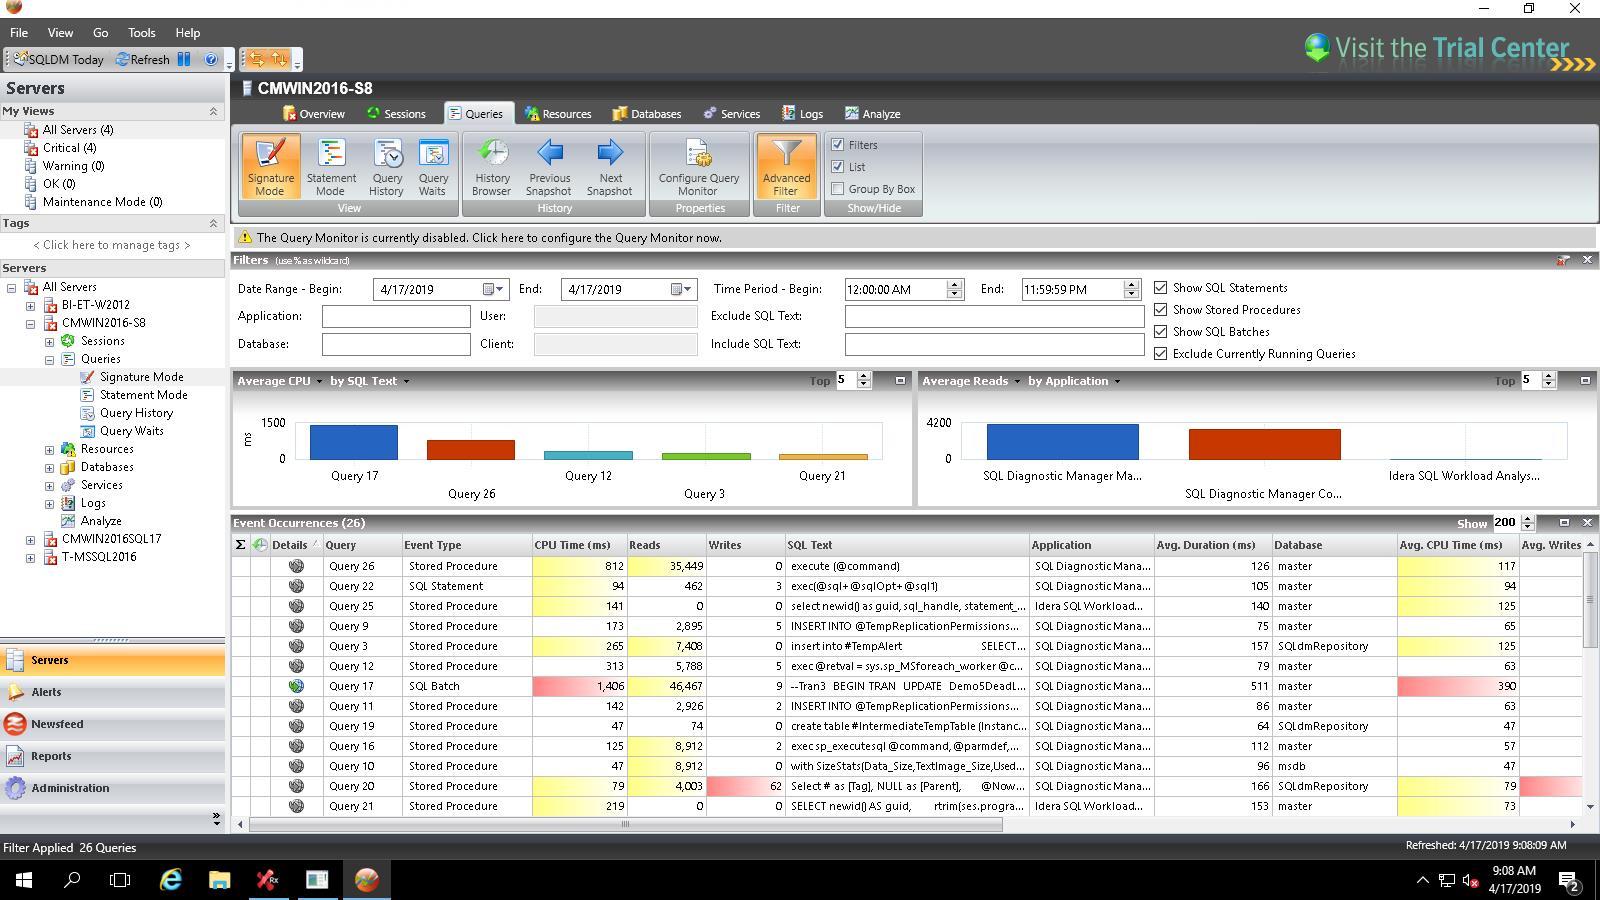 File View Go Tools Help
SQLDM Today Refresh
Visit the Trial Center
Servers
My Views
All Servers (4)
Critical (4)
Warning (0)
OK (0)
Maintenance Mode (0)
Tags
< Click here to manage tags >
Servers
All Servers
BI-ET-W2012
CMWIN2016-S8
Sessions
Queries
Signature Mode
Statement Mode
Query History
Query Waits
Resources
Databases
Services
Logs
Analyze
CMWIN2016SQL17
T-MSSQL2016
Servers
Alerts
Newsfeed
Reports
Administration
CMWIN2016-S8
Overview Sessions Queries Resources Databases Services Logs Analyze
Signature Mode
Statement Mode
Query History
Query Waits
View
History Browser
Previous Snapshot
Next Snapshot
History
Configure Query Monitor
Properties
Advanced Filter
Filter
Filters
List
Group By Box
Show/Hide
The Query Monitor is currently disabled. Click here to configure the Query Monitor now.
Filters (use % as wildcard)
Date Range - Begin: 4/17/2019 End: 4/17/2019 Time Period - Begin: 12:00:00 AM End: 11:59:59 PM Show SQL Statements
Show Stored Procedures
Application: User: Exclude SQL Text:
Show SQL Batches
Database: Client: Include SQL Text:
Exclude Currently Running Queries
Average CPU by SQL Text Top 5
1500
ms
0
Query 17 Query 26 Query 12 Query 3 Query 21
Average Reads by Application Top 5
4200
0
SQL Diagnostic Manager Ma... SQL Diagnostic Manager Co... Idera SQL Workload Analys...
Event Occurrences (26) Show 200
Σ Details Query Event Type CPU Time (ms) Reads Writes SQL Text Application Avg. Duration (ms) Database Avg. CPU Time (ms) Avg. Writes
Query 26 Stored Procedure 812 35,449 0 execute (@command) SQL Diagnostic Mana... 126 master 117
Query 22 SQL Statement 94 462 3 exec(@sql+ @sqlOpt+ @sql1) SQL Diagnostic Mana... 105 master 94
Query 25 Stored Procedure 141 0 0 select newid() as guid, sql_handle, statement_... Idera SQL Workload... 140 master 125
Query 9 Stored Procedure 173 2,895 5 INSERT INTO @TempReplicationPermissions... SQL Diagnostic Mana... 75 master 65
Query 3 Stored Procedure 265 7,408 0 insert into #TempAlert SELECT... SQL Diagnostic Mana... 157 SQLdmRepository 125
Query 12 Stored Procedure 313 5,788 5 exec @retval = sys.sp_MSforeach_worker @c... SQL Diagnostic Mana... 79 master 63
Query 17 SQL Batch 1,406 46,467 9 --Tran3 BEGIN TRAN UPDATE Demo5DeadL... SQL Diagnostic Mana... 511 master 390
Query 11 Stored Procedure 142 2,926 2 INSERT INTO @TempReplicationPermissions... SQL Diagnostic Mana... 86 master 63
Query 19 Stored Procedure 47 74 0 create table #IntermediateTempTable (Instanc... SQL Diagnostic Mana... 64 SQLdmRepository 47
Query 16 Stored Procedure 125 8,912 2 exec sp_executesql @command, @parmdef,... SQL Diagnostic Mana... 112 master 57
Query 10 Stored Procedure 47 8,912 0 with SizeStats(Data_Size,TextImage_Size,Used... SQL Diagnostic Mana... 96 msdb 47
Query 20 Stored Procedure 79 4,003 62 Select # as [Tag], NULL as [Parent], @Now... SQL Diagnostic Mana... 166 SQLdmRepository 79
Query 21 Stored Procedure 219 0 0 SELECT newid() AS guid, rtrim(ses.progra... Idera SQL Workload... 153 master 73
Filter Applied 26 Queries
Refreshed: 4/17/2019 9:08:09 AM
9:08 AM
4/17/2019
2